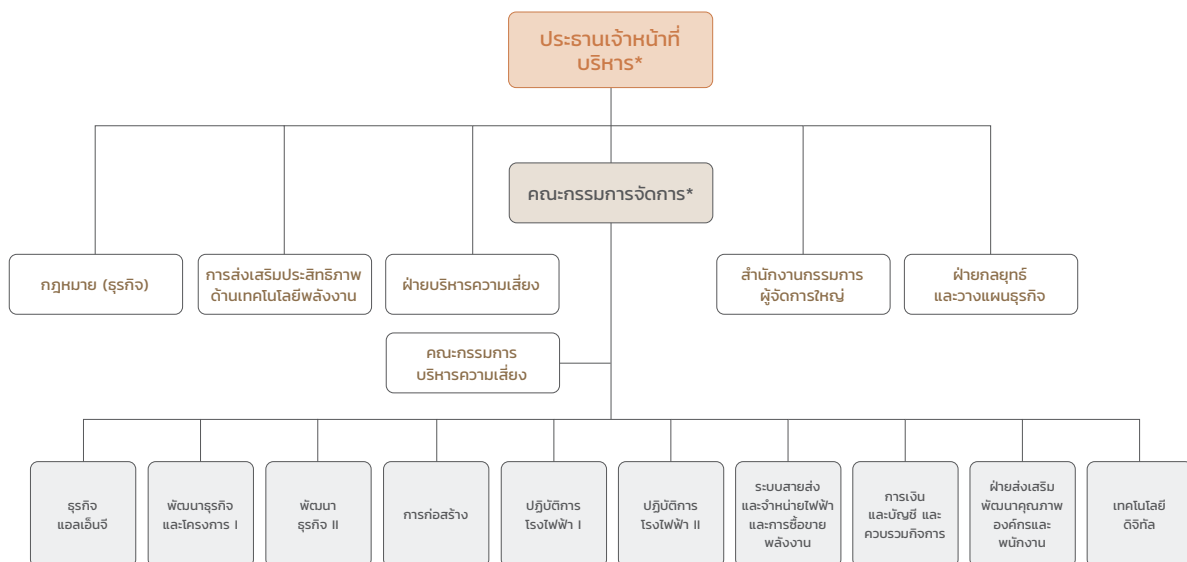 ประธานเจ้าหน้าที่
บริหาร*
คณะกรรมการจัดการ*
กฎหมาย (ธุรกิจ)
การส่งเสริมประสิทธิภาพ
ด้านเทคโนโลยีพลังงาน
ฝ่ายบริหารความเสี่ยง
สำนักงานกรรมการ
ผู้จัดการใหญ่
ฝ่ายกลยุทธ์
และวางแผนธุรกิจ
คณะกรรมการ
บริหารความเสี่ยง
ธุรกิจ
แอลเอ็นจี
พัฒนาธุรกิจ
และโครงการ I
พัฒนา
ธุรกิจ II
การก่อสร้าง
ปฏิบัติการ
โรงไฟฟ้า I
ปฏิบัติการ
โรงไฟฟ้า II
ระบบสายส่ง
และจำหน่ายไฟฟ้า
และการซื้อขาย
พลังงาน
การเงิน
และบัญชี และ
ควบรวมกิจการ
ฝ่ายส่งเสริม
พัฒนาคุณภาพ
องค์กรและ
พนักงาน
เทคโนโลยี
ดิจิทัล